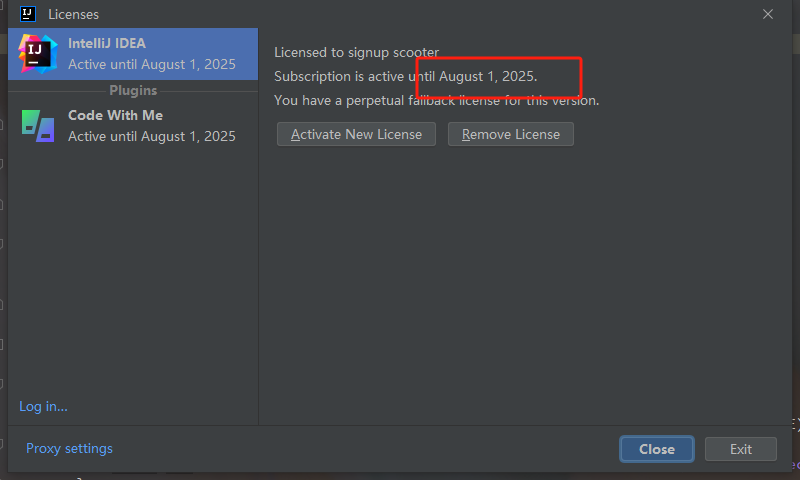 Licenses
IntelliJ IDEA
Active until August 1, 2025
Plugins
Code With Me
Active until August 1, 2025
Licensed to signup scooter
Subscription is active until August 1, 2025.
You have a perpetual fallback license for this version.
Activate New License
Remove License
Log in...
Proxy settings
Close
Exit